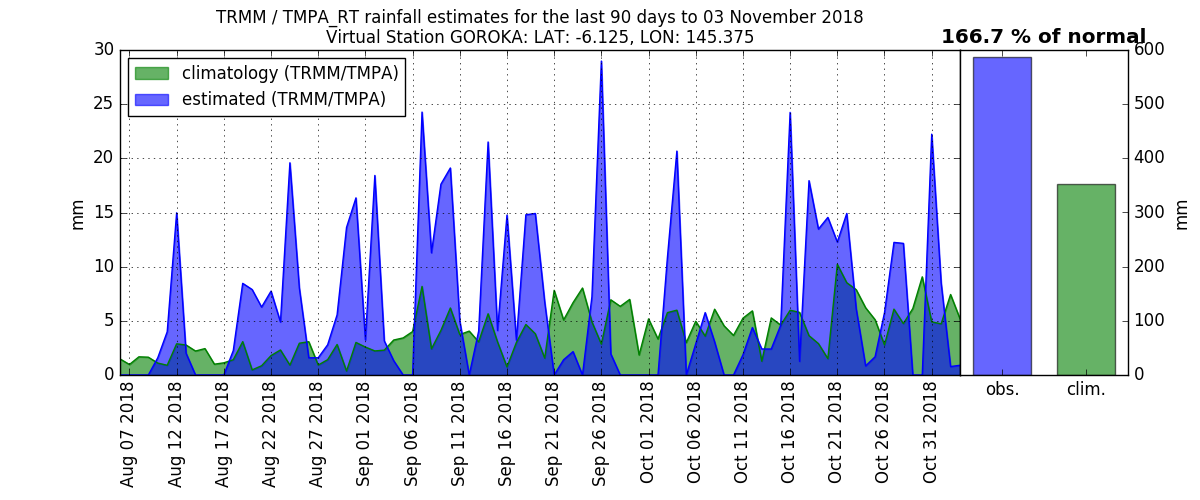 TRMM / TMPA_RT rainfall estimates for the last 90 days to 03 November 2018
Virtual Station GOROKA: LAT: -6.125, LON: 145.375
166.7 % of normal
climatology (TRMM/TMPA)
estimated (TRMM/TMPA)
30
25
20
15
10
5
0
mm
600
500
400
300
200
100
0
mm
Aug 07 2018
Aug 12 2018
Aug 17 2018
Aug 22 2018
Aug 27 2018
Sep 01 2018
Sep 06 2018
Sep 11 2018
Sep 16 2018
Sep 21 2018
Sep 26 2018
Oct 01 2018
Oct 06 2018
Oct 11 2018
Oct 16 2018
Oct 21 2018
Oct 26 2018
Oct 31 2018
obs.
clim.